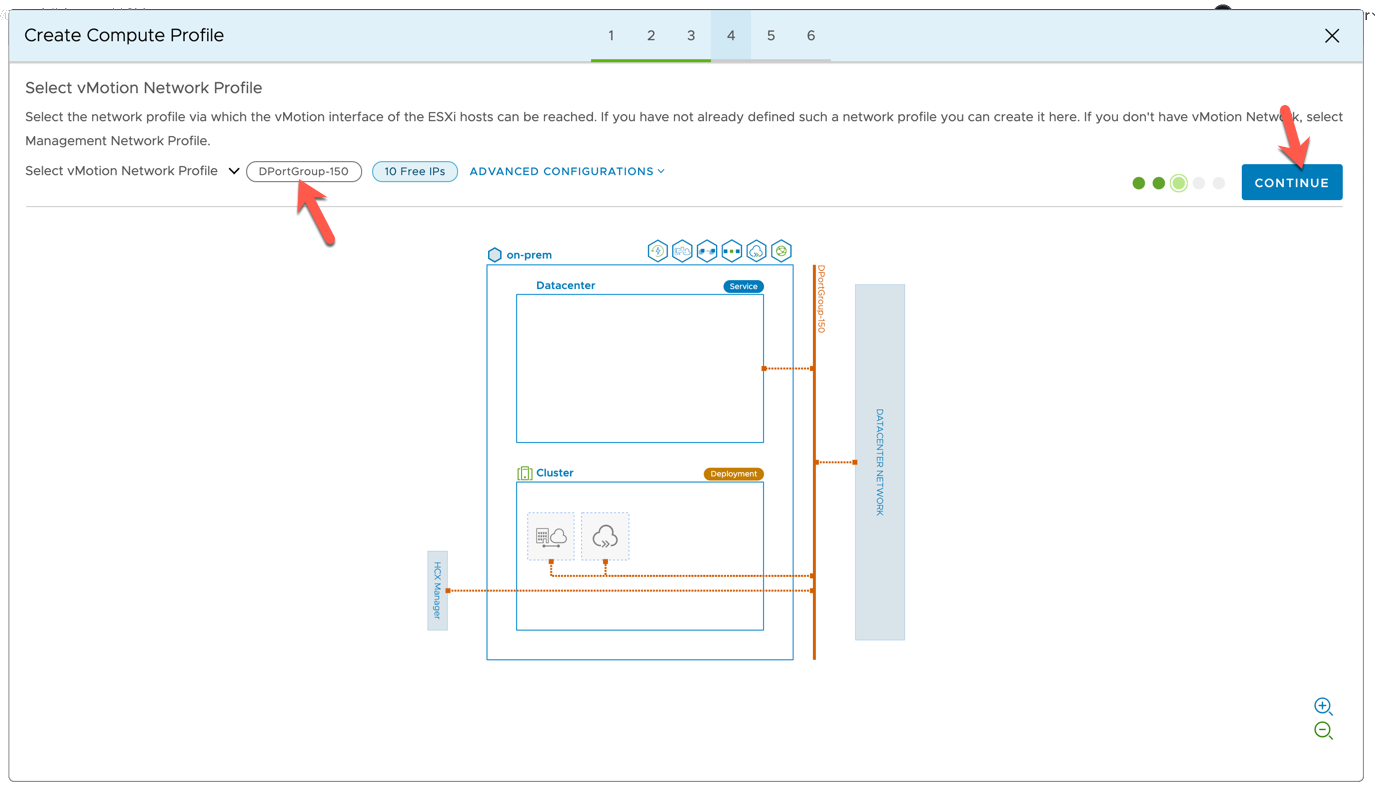 Create Compute Profile
1 2 3 4 5 6
Select vMotion Network Profile
Select the network profile via which the vMotion interface of the ESXi hosts can be reached. If you have not already defined such a network profile you can create it here. If you don't have vMotion Network, select
Management Network Profile.
Select vMotion Network Profile DPortGroup-150 10 Free IPs ADVANCED CONFIGURATIONS
CONTINUE
on-prem
Datacenter Service
DPortGroup-150
DATACENTER NETWORK
Cluster Deployment
HCX Manager